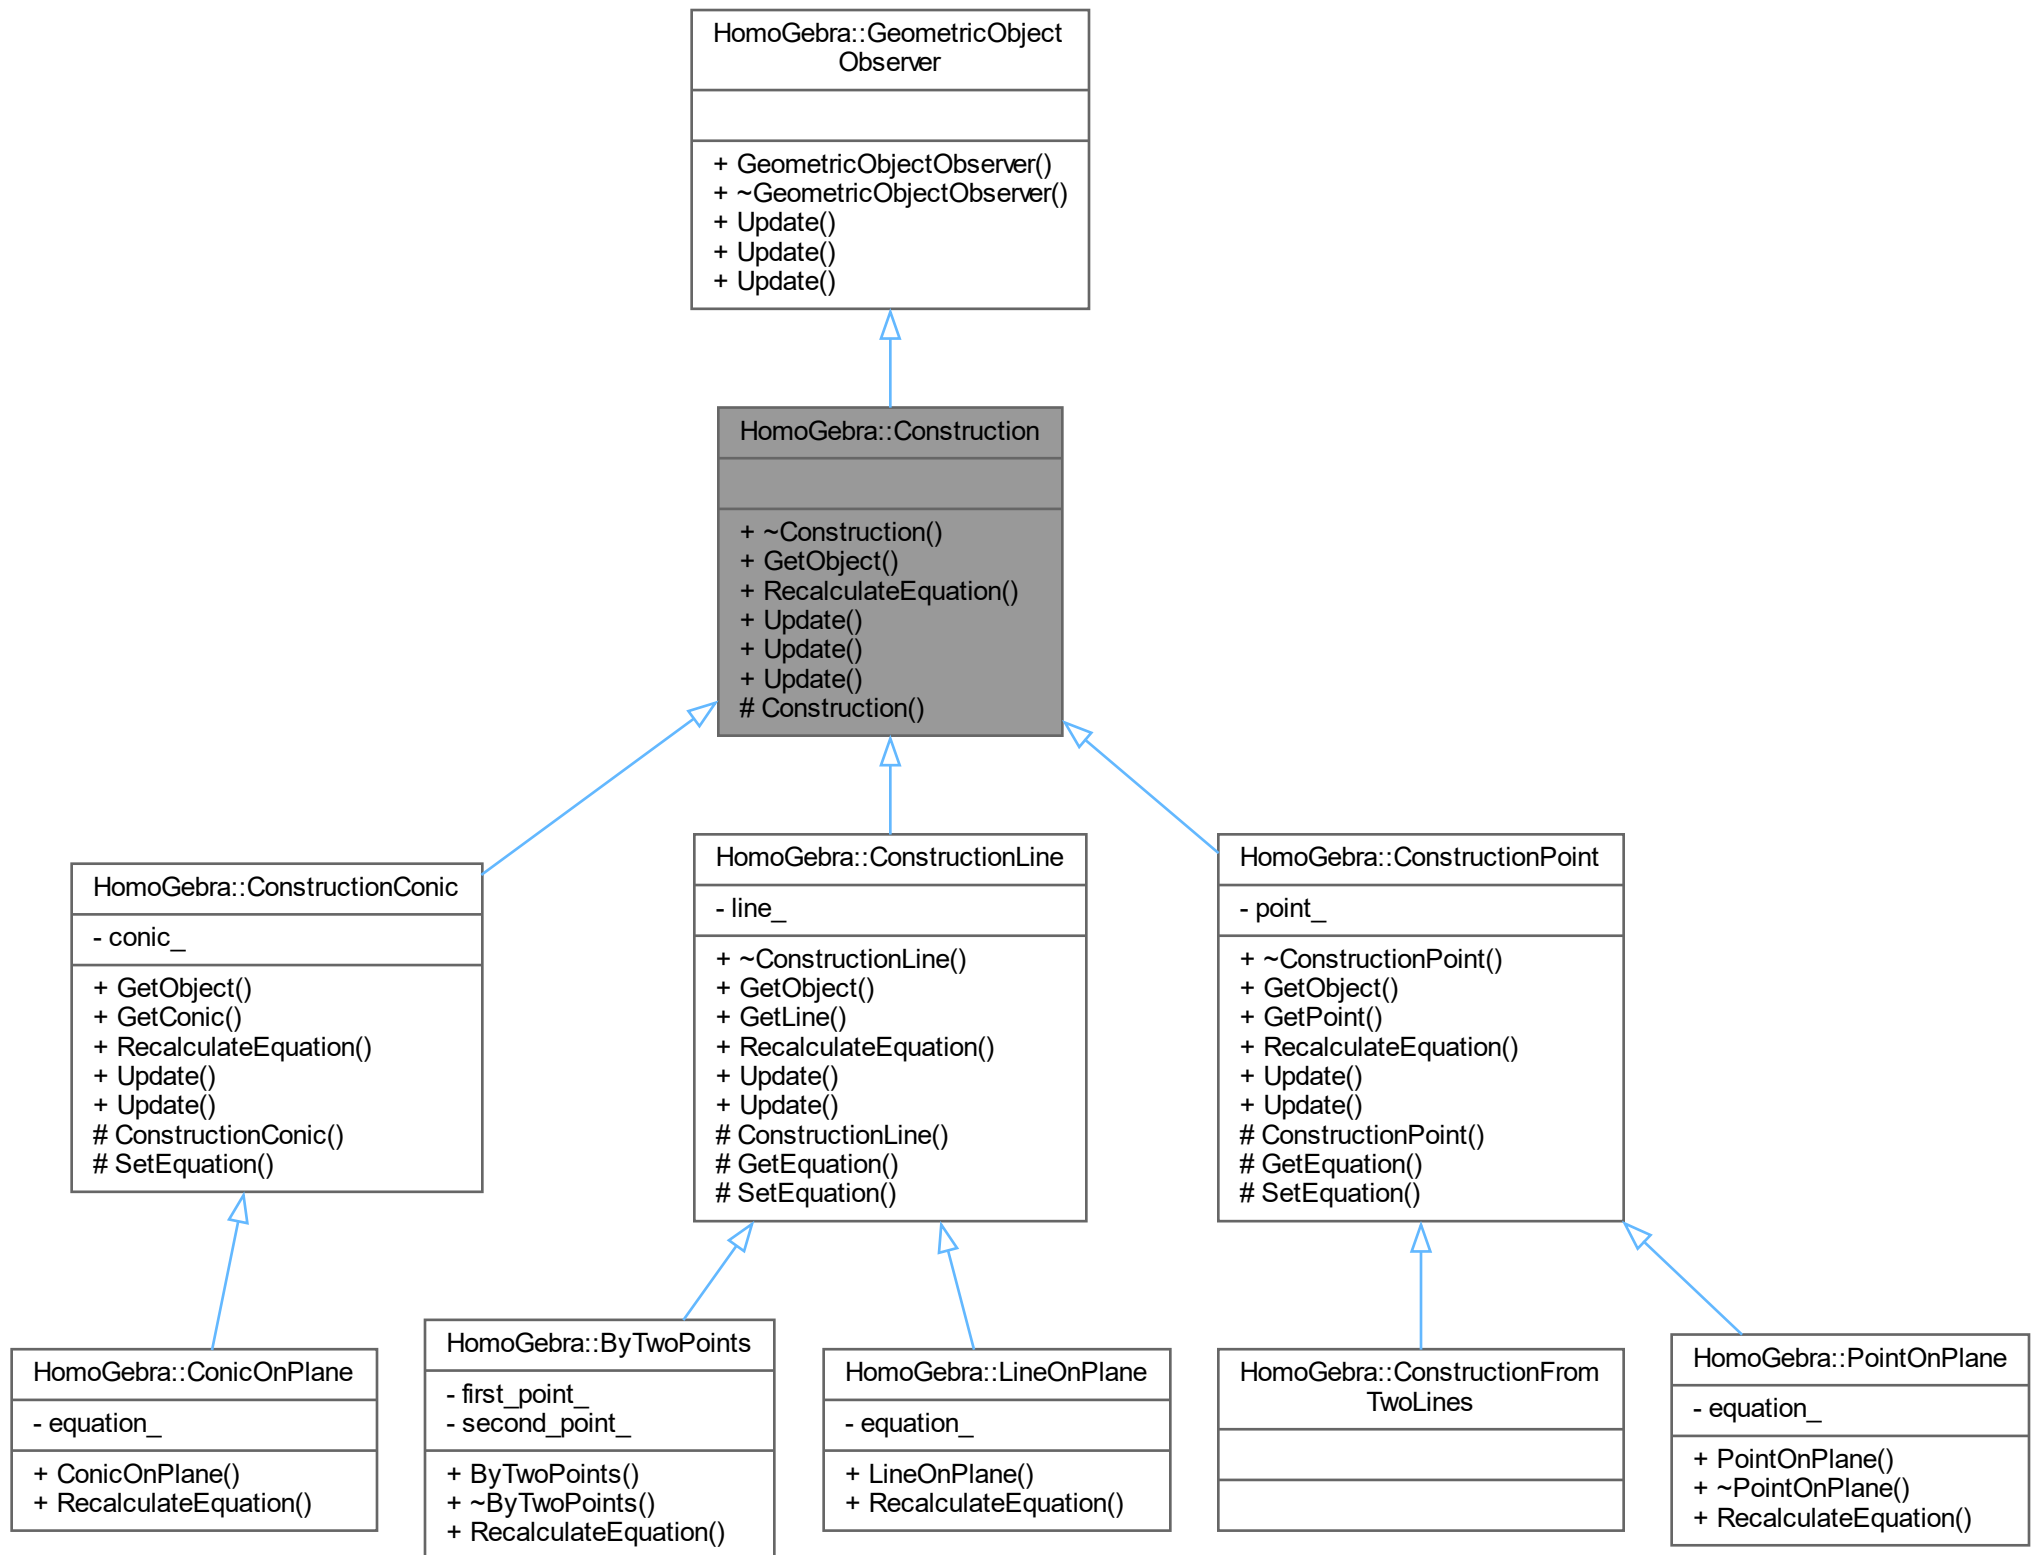 HomoGebra::GeometricObject
Observer
+ GeometricObjectObserver()
+ ~GeometricObjectObserver()
+ Update()
+ Update()
+ Update()
HomoGebra::Construction
+ ~Construction()
+ GetObject()
+ RecalculateEquation()
+ Update()
+ Update()
+ Update()
# Construction()
HomoGebra::ConstructionConic
- conic_
+ GetObject()
+ GetConic()
+ RecalculateEquation()
+ Update()
+ Update()
# ConstructionConic()
# SetEquation()
HomoGebra::ConstructionLine
- line_
+ ~ConstructionLine()
+ GetObject()
+ GetLine()
+ RecalculateEquation()
+ Update()
+ Update()
# ConstructionLine()
# GetEquation()
# SetEquation()
HomoGebra::ConstructionPoint
- point_
+ ~ConstructionPoint()
+ GetObject()
+ GetPoint()
+ RecalculateEquation()
+ Update()
+ Update()
# ConstructionPoint()
# GetEquation()
# SetEquation()
HomoGebra::ConicOnPlane
- equation_
+ ConicOnPlane()
+ RecalculateEquation()
HomoGebra::ByTwoPoints
- first_point_
- second_point_
+ ByTwoPoints()
+ ~ByTwoPoints()
+ RecalculateEquation()
HomoGebra::LineOnPlane
- equation_
+ LineOnPlane()
+ RecalculateEquation()
HomoGebra::ConstructionFrom
TwoLines
HomoGebra::PointOnPlane
- equation_
+ PointOnPlane()
+ ~PointOnPlane()
+ RecalculateEquation()